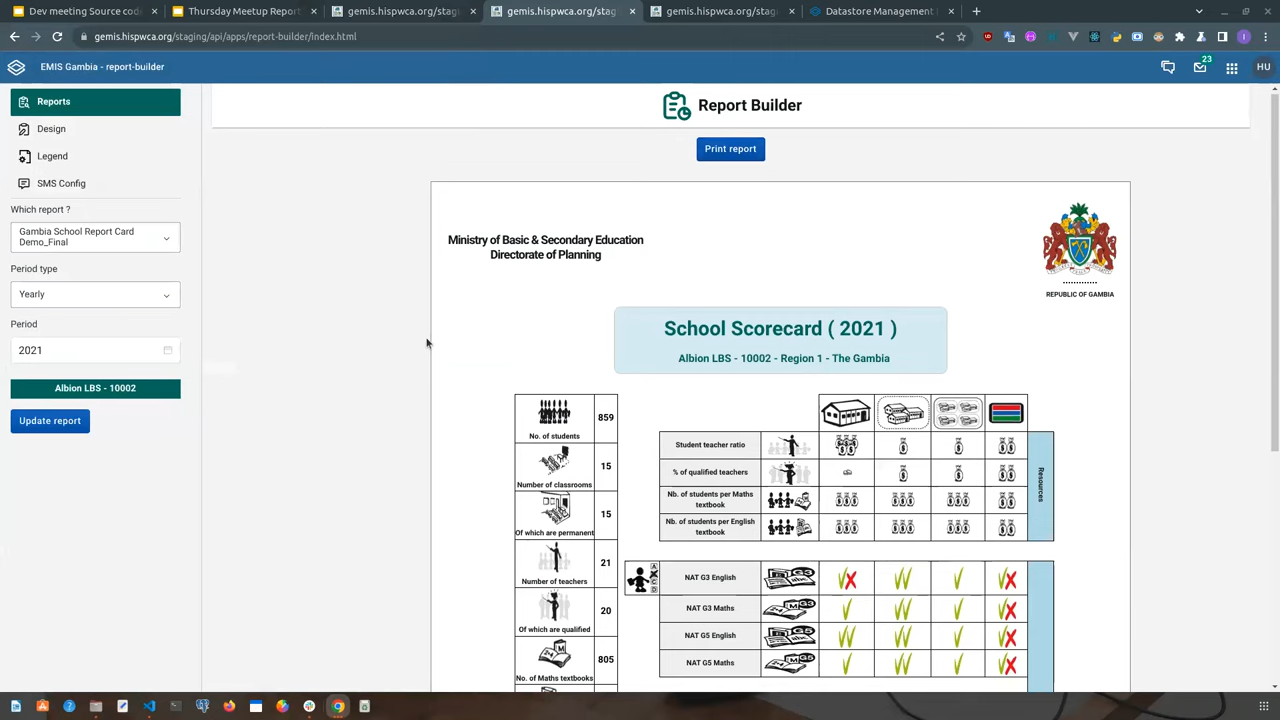 Dev meeting Source cod
Thursday Meetup Report
gemis.hispwca.org/stag
gemis.hispwca.org/stag
gemis.hispwca.org/stag
Datastore Management
gemis.hispwca.org/staging/api/apps/report-builder/index.html
EMIS Gambia - report-builder
23
HU
Reports
Design
Legend
SMS Config
Which report ?
Gambia School Report Card
Demo_Final
Period type
Yearly
Period
2021
Albion LBS - 10002
Update report
Report Builder
Print report
Ministry of Basic & Secondary Education
Directorate of Planning
REPUBLIC OF GAMBIA
School Scorecard ( 2021 )
Albion LBS - 10002 - Region 1 - The Gambia
No. of students
859
Number of classrooms
15
Of which are permanent
15
Number of teachers
21
Of which are qualified
20
No. of Maths textbooks
805
Student teacher ratio
% of qualified teachers
Nb. of students per Maths
textbook
Nb. of students per English
textbook
Resources
NAT G3 English
NAT G3 Maths
NAT G5 English
NAT G5 Maths